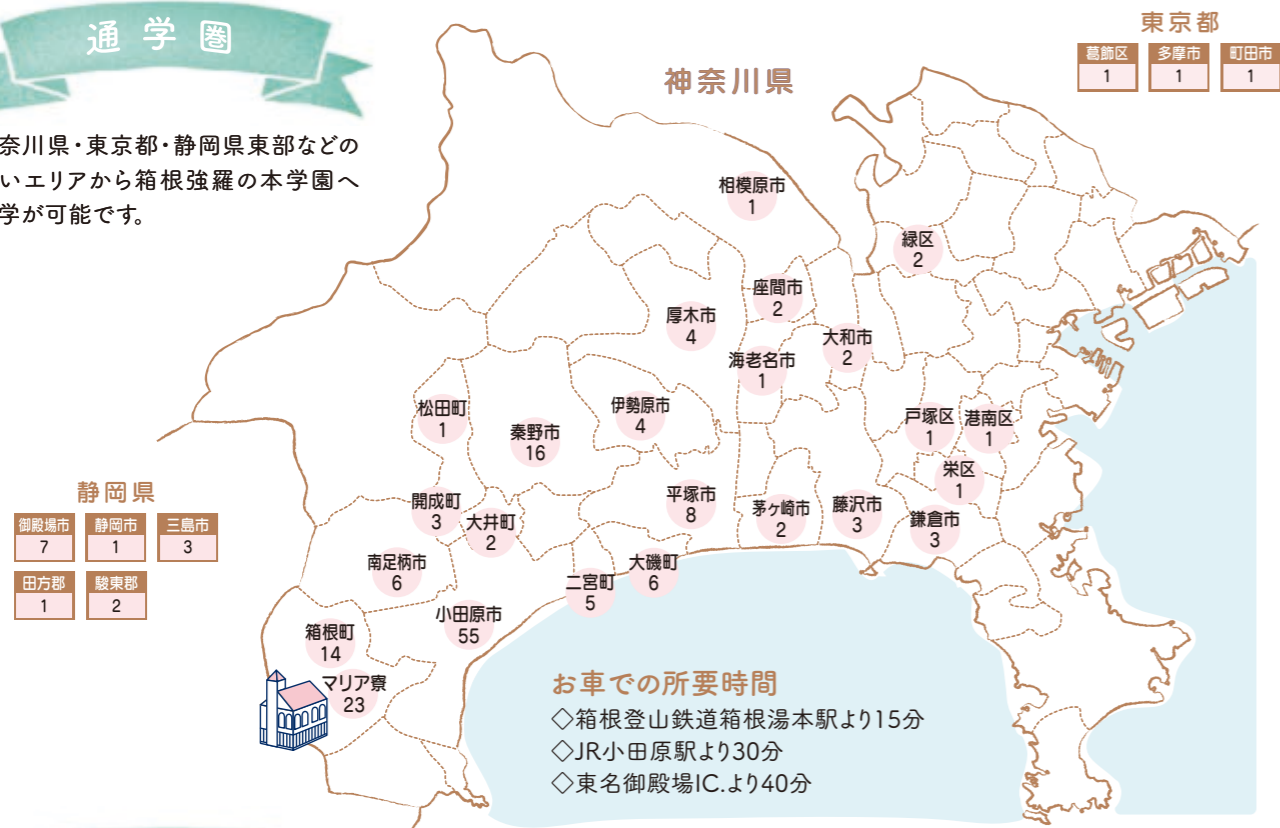 通学圏
奈川県・東京都・静岡県東部などの
いエリアから箱根強羅の本学園へ
学が可能です。
神奈川県
東京都
葛飾区
1
多摩市
1
町田市
1
相模原市
1
緑区
2
座間市
2
厚木市
4
大和市
2
海老名市
1
松田町
1
秦野市
16
伊勢原市
4
戸塚区
1
港南区
1
栄区
1
静岡県
御殿場市
7
静岡市
1
三島市
3
田方郡
1
駿東郡
2
開成町
3
大井町
2
平塚市
8
茅ヶ崎市
2
藤沢市
3
鎌倉市
3
南足柄市
6
二宮町
5
大磯町
6
小田原市
55
箱根町
14
マリア寮
23
お車での所要時間
◇箱根登山鉄道箱根湯本駅より15分
◇JR小田原駅より30分
◇東名御殿場IC.より40分